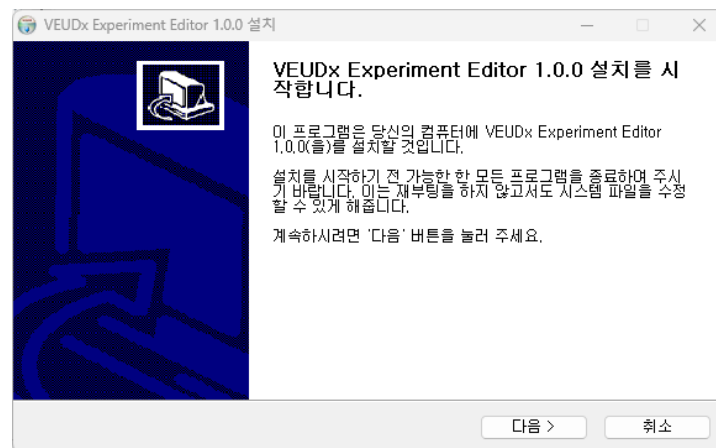 VEUDx Experiment Editor 1.0.0 설치
VEUDx Experiment Editor 1.0.0 설치를 시
작합니다.
이 프로그램은 당신의 컴퓨터에 VEUDx Experiment Editor
1.0.0(을)를 설치할 것입니다.
설치를 시작하기 전 가능한 한 모든 프로그램을 종료하여 주시
기 바랍니다. 이는 재부팅을 하지 않고서도 시스템 파일을 수정
할 수 있게 해줍니다.
계속하시려면 '다음' 버튼을 눌러 주세요.
다음 >
취소